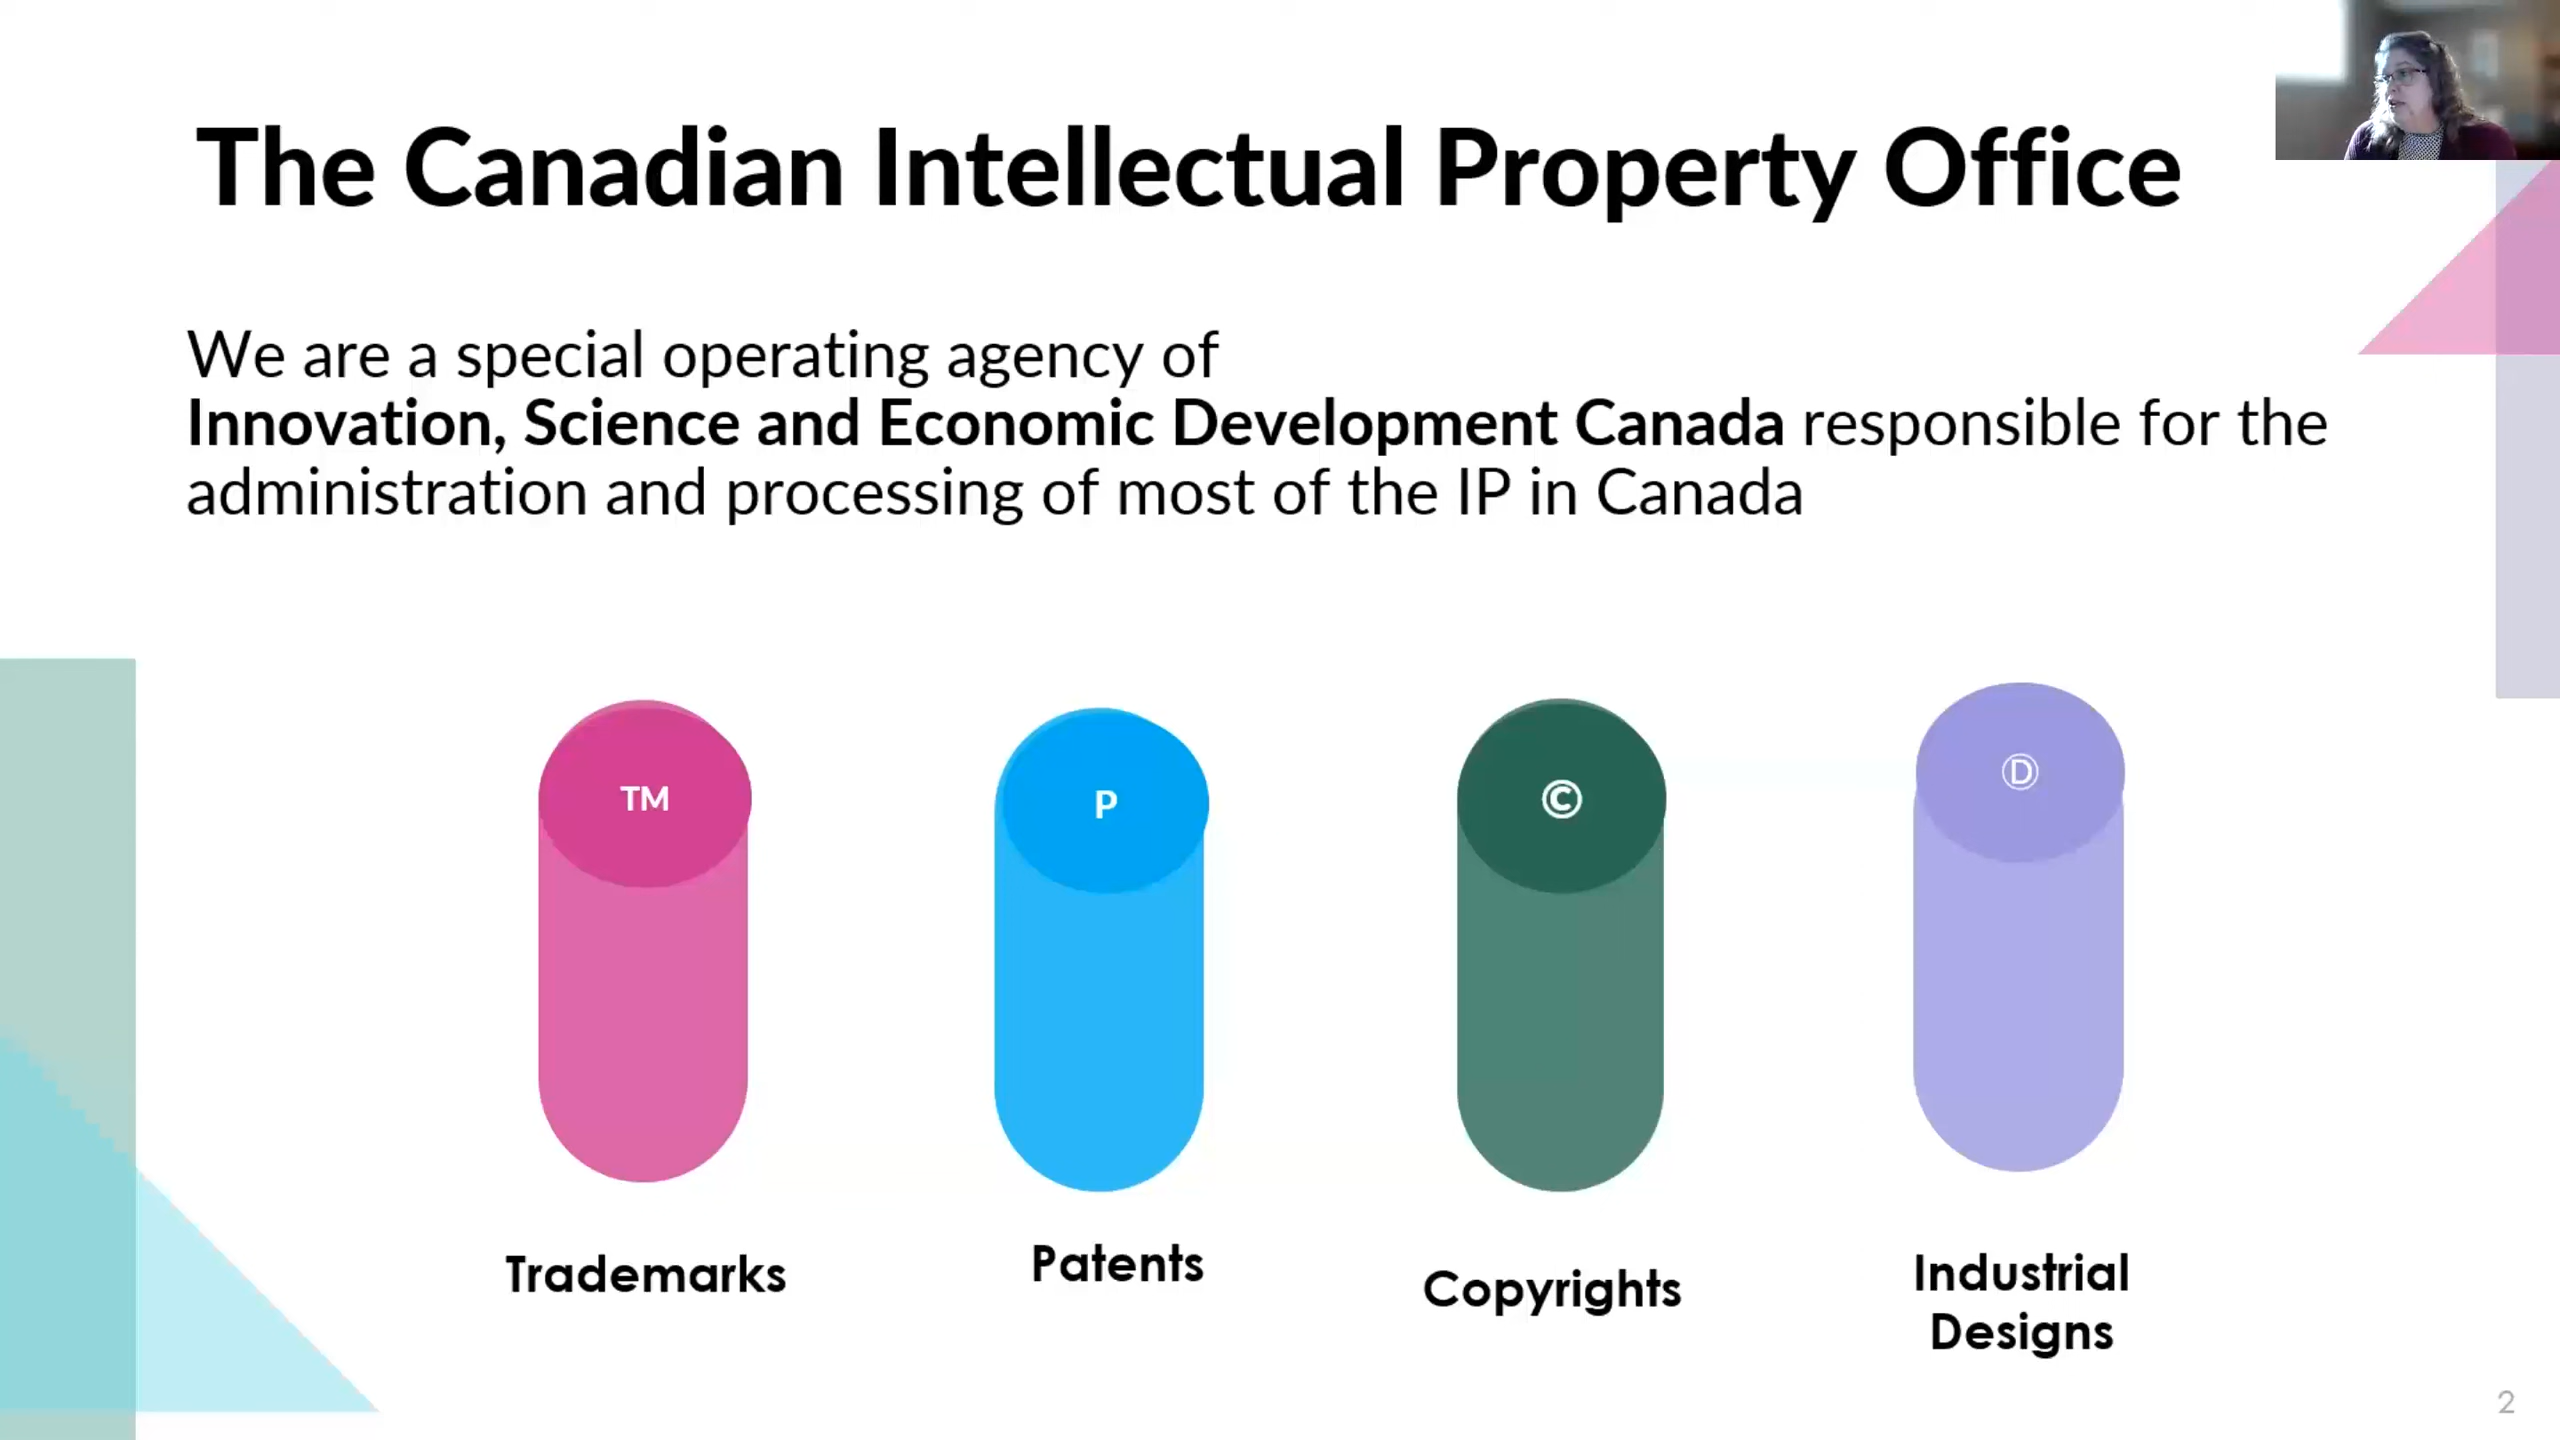 The Canadian Intellectual Property Office
We are a special operating agency of
Innovation, Science and Economic Development Canada responsible for the
administration and processing of most of the IP in Canada
TM
P
©
Ⓓ
Trademarks
Patents
Copyrights
Industrial
Designs
2